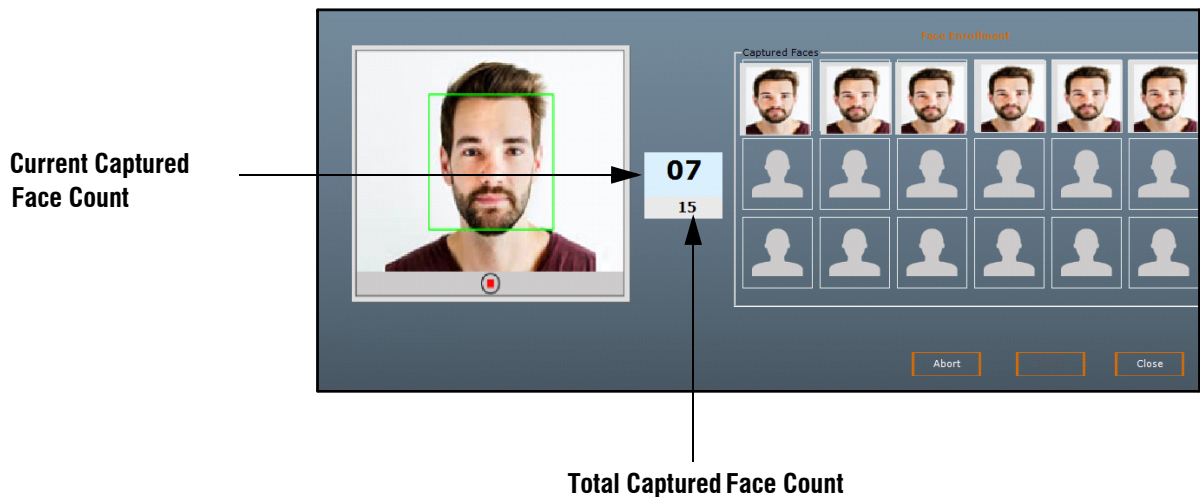 Face Enrollment
Captured Faces
Current Captured
Face Count
07
15
Abort
Close
Total Captured Face Count